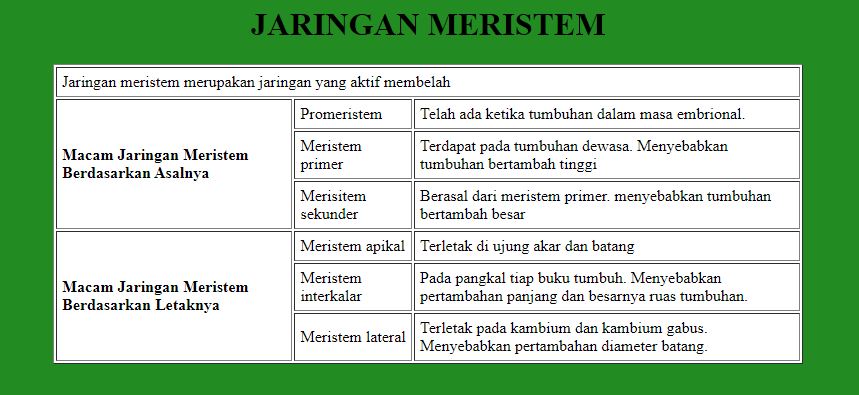 JARINGAN MERISTEM
Jaringan meristem merupakan jaringan yang aktif membelah
Macam Jaringan Meristem
Berdasarkan Asalnya
Promeristem
Telah ada ketika tumbuhan dalam masa embrional.
Meristem
primer
Terdapat pada tumbuhan dewasa. Menyebabkan
tumbuhan bertambah tinggi
Merisitem
sekunder
Berasal dari meristem primer. menyebabkan tumbuhan
bertambah besar
Macam Jaringan Meristem
Berdasarkan Letaknya
Meristem apikal
Terletak di ujung akar dan batang
Meristem
interkalar
Pada pangkal tiap buku tumbuh. Menyebabkan
pertambahan panjang dan besarnya ruas tumbuhan.
Meristem lateral
Terletak pada kambium dan kambium gabus.
Menyebabkan pertambahan diameter batang.